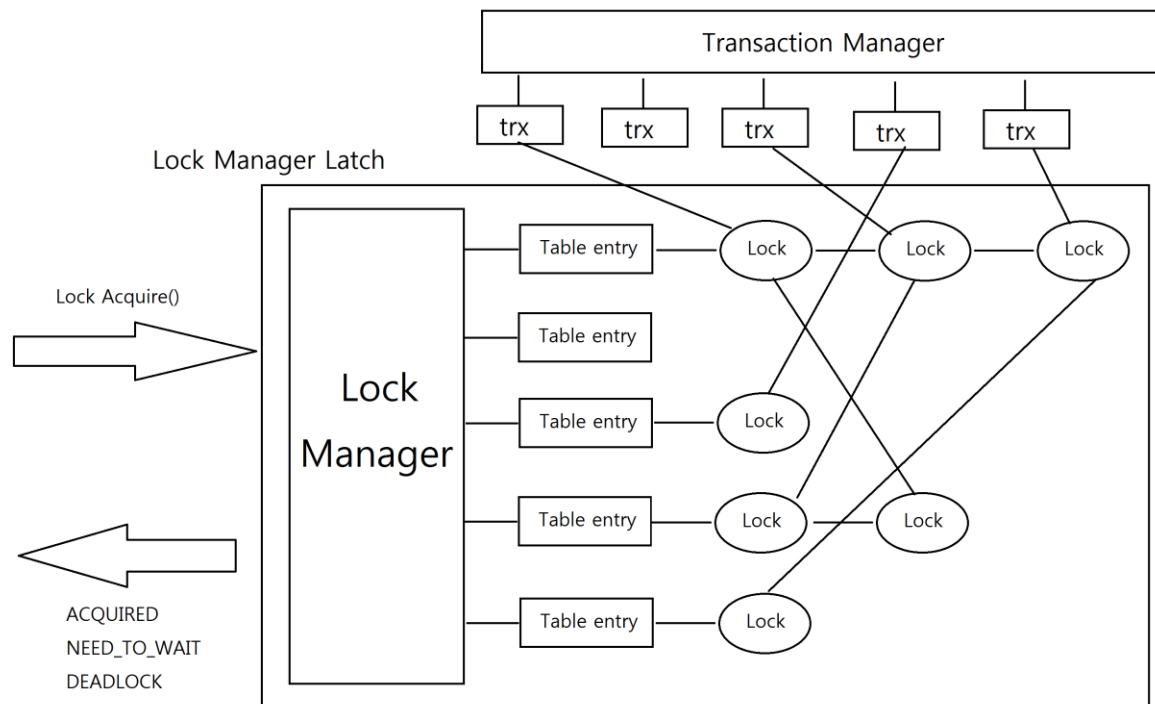 Transaction Manager
trx
trx
trx
trx
trx
Lock Manager Latch
Table entry
Lock
Lock
Lock
Lock Acquire()
Table entry
Lock
Manager
Table entry
Lock
Table entry
Lock
Lock
Table entry
Lock
ACQUIRED
NEED_TO_WAIT
DEADLOCK